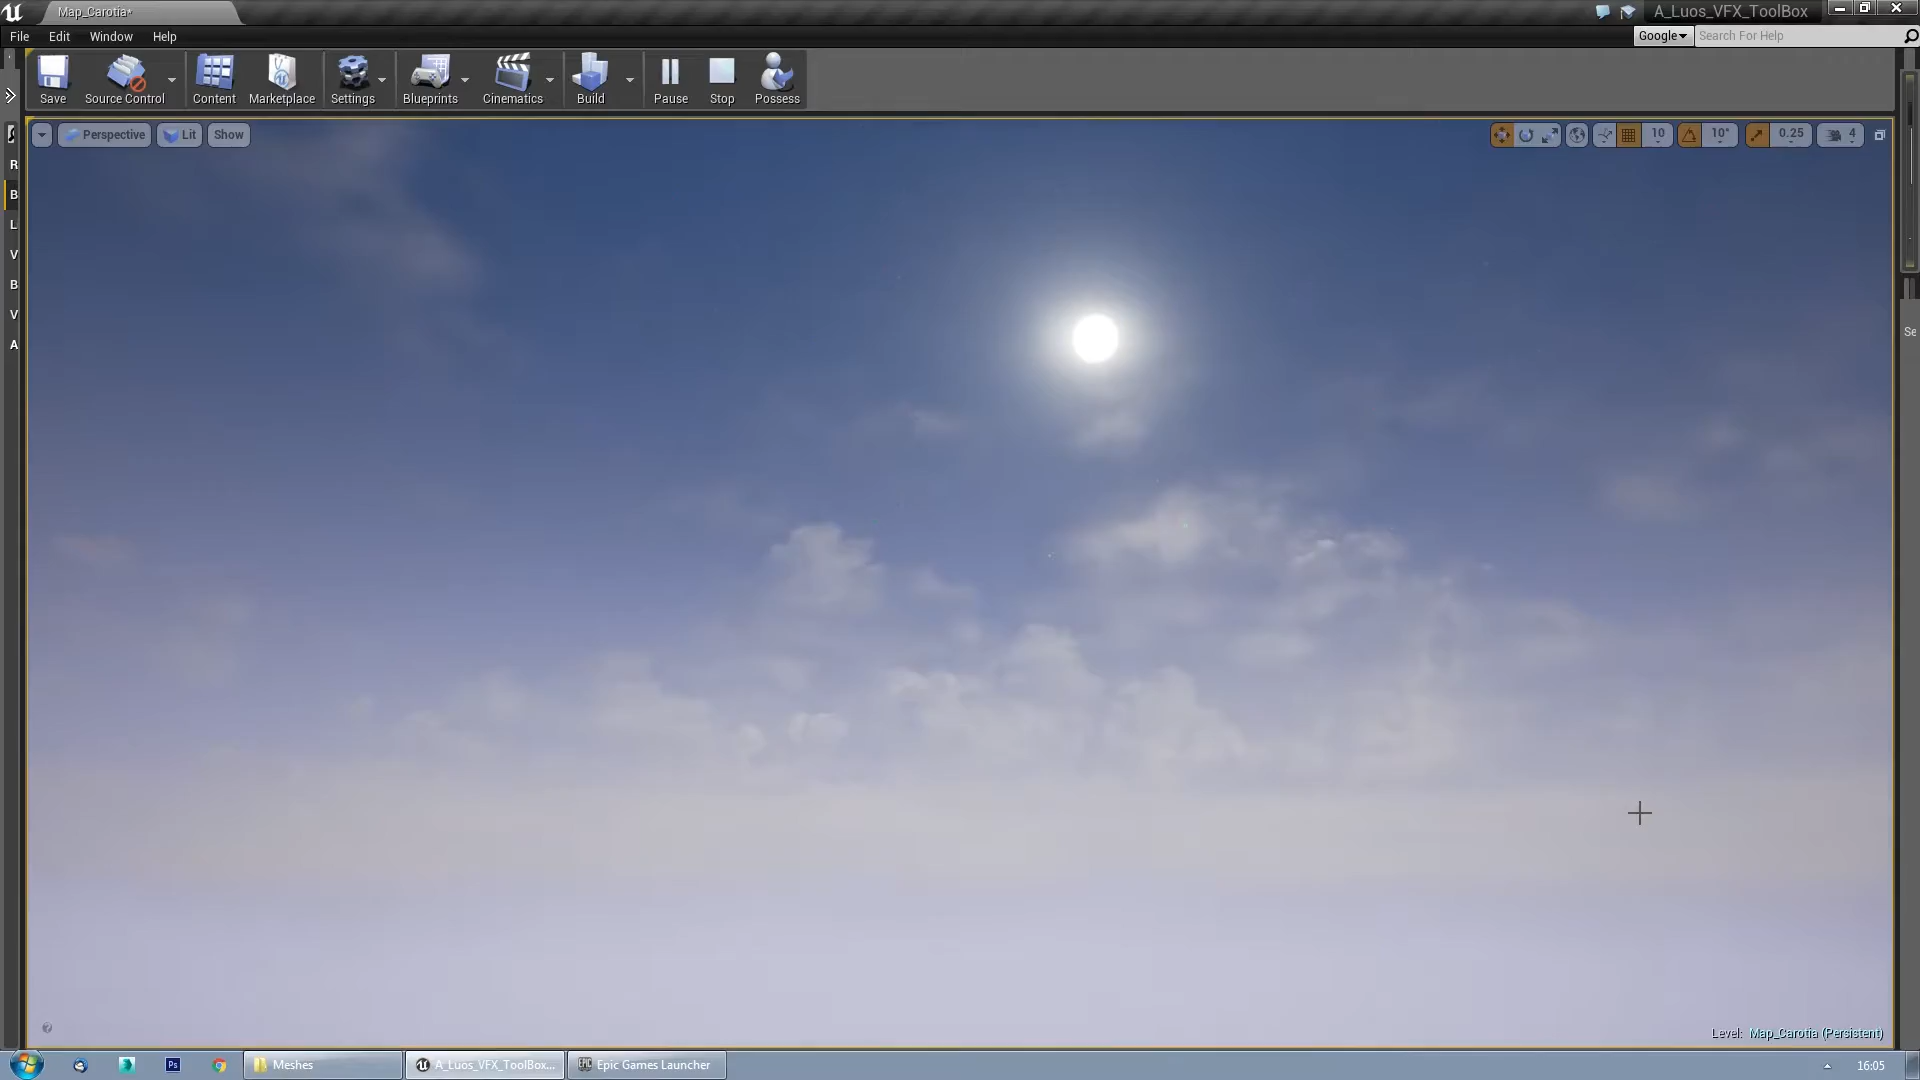 Map_Carotia*
A_Luos_VFX_ToolBox
File Edit Window Help
Google
Search For Help
Save
Source Control
Content
Marketplace
Settings
Blueprints
Cinematics
Build
Pause
Stop
Possess
Perspective
Lit
Show
10
10°
0.25
4
R
B
L
V
B
V
A
Se
Level: Map_Carotia (Persistent)
Ps
Meshes
A_Luos_VFX_ToolBox...
EPIC
Epic Games Launcher
16:05